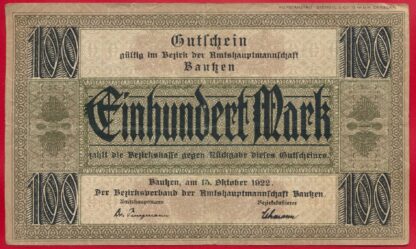 Gutschein
gültig im Bezirk der Amtshauptmannschaft
Bautzen
100
100
Einhundert Mark
zahlt die Bezirkskasse gegen Rückgabe dieses Gutscheines.
Bautzen, am 15. Oktober 1922.
Der Bezirksverband der Amtshauptmannschaft Bautzen
Amtshauptmann
100
100